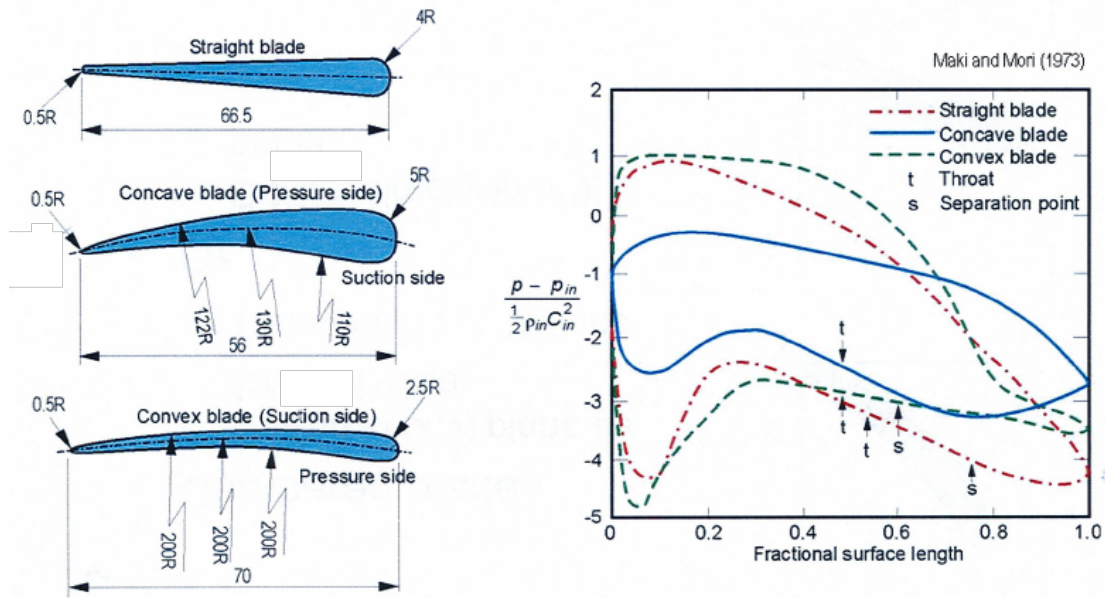 4R
Straight blade
0.5R
66.5
5R
Concave blade (Pressure side)
0.5R
Suction side
122R
130R
110R
56
2.5R
0.5R
Convex blade (Suction side)
Pressure side
200R
200R
200R
70
Maki and Mori (1973)
2
1
0
-1
-2
-3
-4
-5
p − p_in
½ ρ_in C_in²
Straight blade
Concave blade
Convex blade
t Throat
s Separation point
t
t
t
s
s
0
0.2
0.4
0.6
0.8
1.0
Fractional surface length